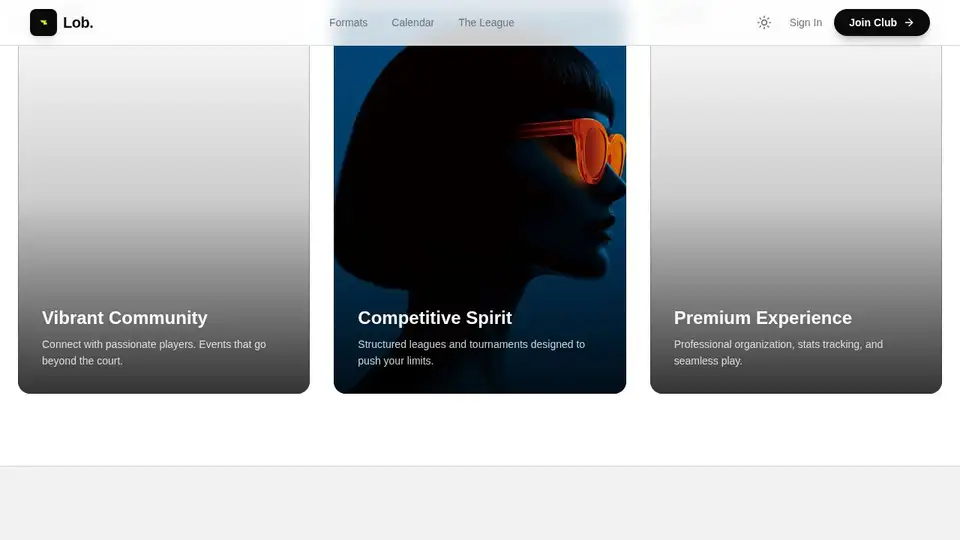 Lob.
Formats
Calendar
The League
Sign In
Join Club
Vibrant Community
Connect with passionate players. Events that go
beyond the court.
Competitive Spirit
Structured leagues and tournaments designed to
push your limits.
Premium Experience
Professional organization, stats tracking, and
seamless play.